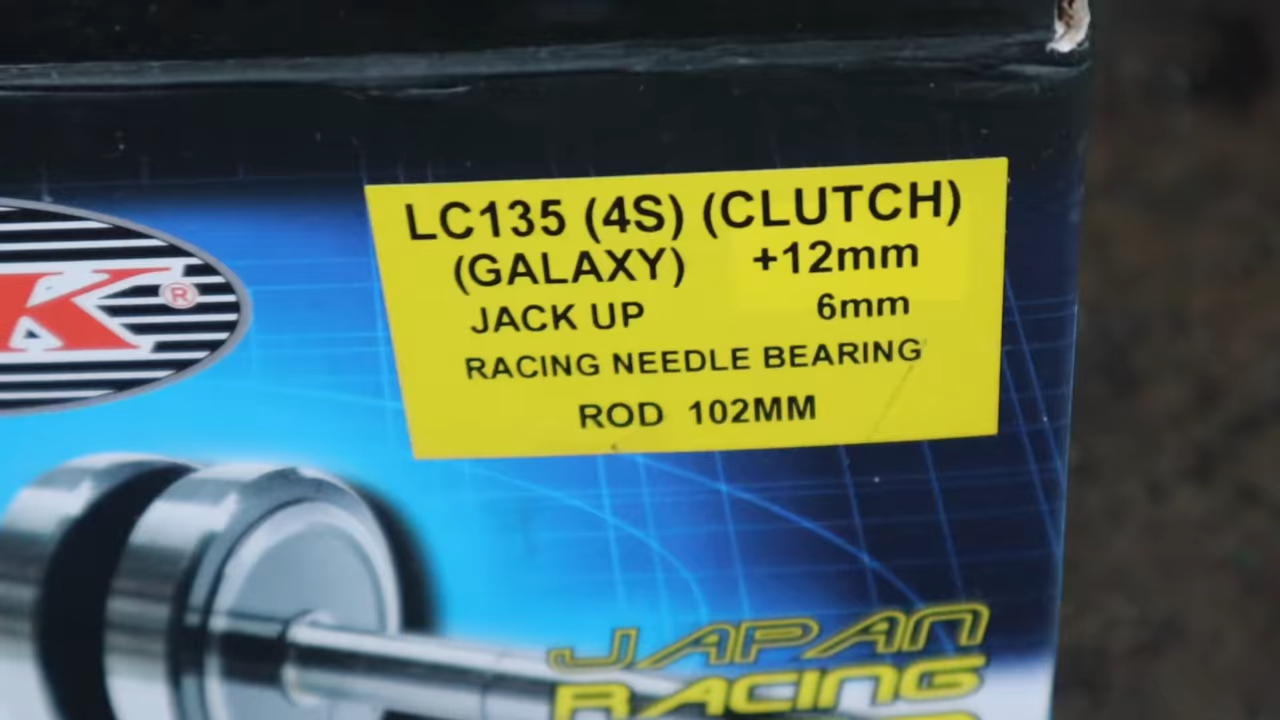 LC135 (4S) (CLUTCH)
(GALAXY) +12mm
JACK UP 6mm
RACING NEEDLE BEARING
ROD 102MM
K®
JAPAN
RACING